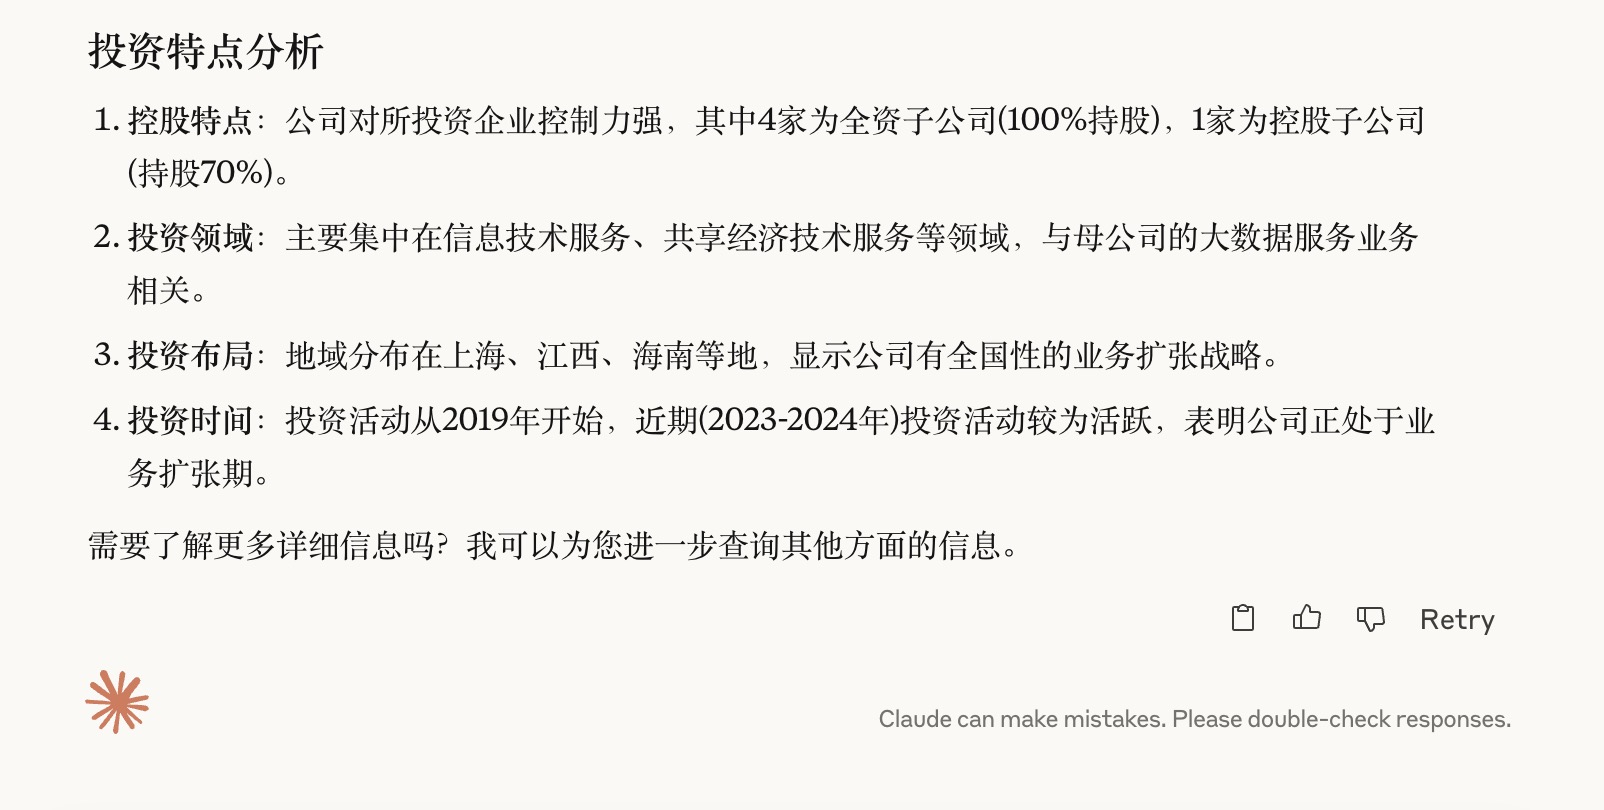 投资特点分析
1. 控股特点：公司对所投资企业控制力强，其中4家为全资子公司(100%持股)，1家为控股子公司
(持股70%)。
2. 投资领域：主要集中在信息技术服务、共享经济技术服务等领域，与母公司的大数据服务业务
相关。
3. 投资布局：地域分布在上海、江西、海南等地，显示公司有全国性的业务扩张战略。
4. 投资时间：投资活动从2019年开始，近期(2023-2024年)投资活动较为活跃，表明公司正处于业
务扩张期。
需要了解更多详细信息吗？我可以为您进一步查询其他方面的信息。
Retry
Claude can make mistakes. Please double-check responses.